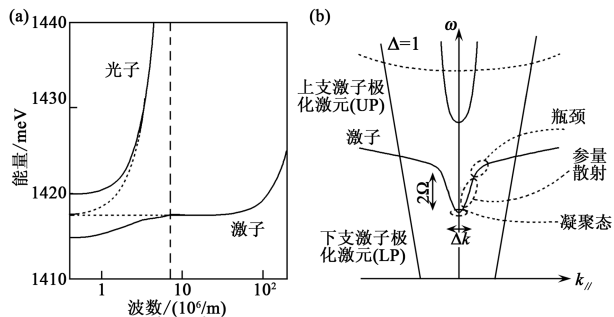 (a)
1440
1430
1420
1410
能量/meV
光子
激子
1
10
10²
波数/(10⁶/m)
(b)
ω
Δ=1
上支激子极
化激元(UP)
激子
2Ω
瓶颈
参量
散射
凝聚态
Δk
下支激子极
化激元(LP)
k//